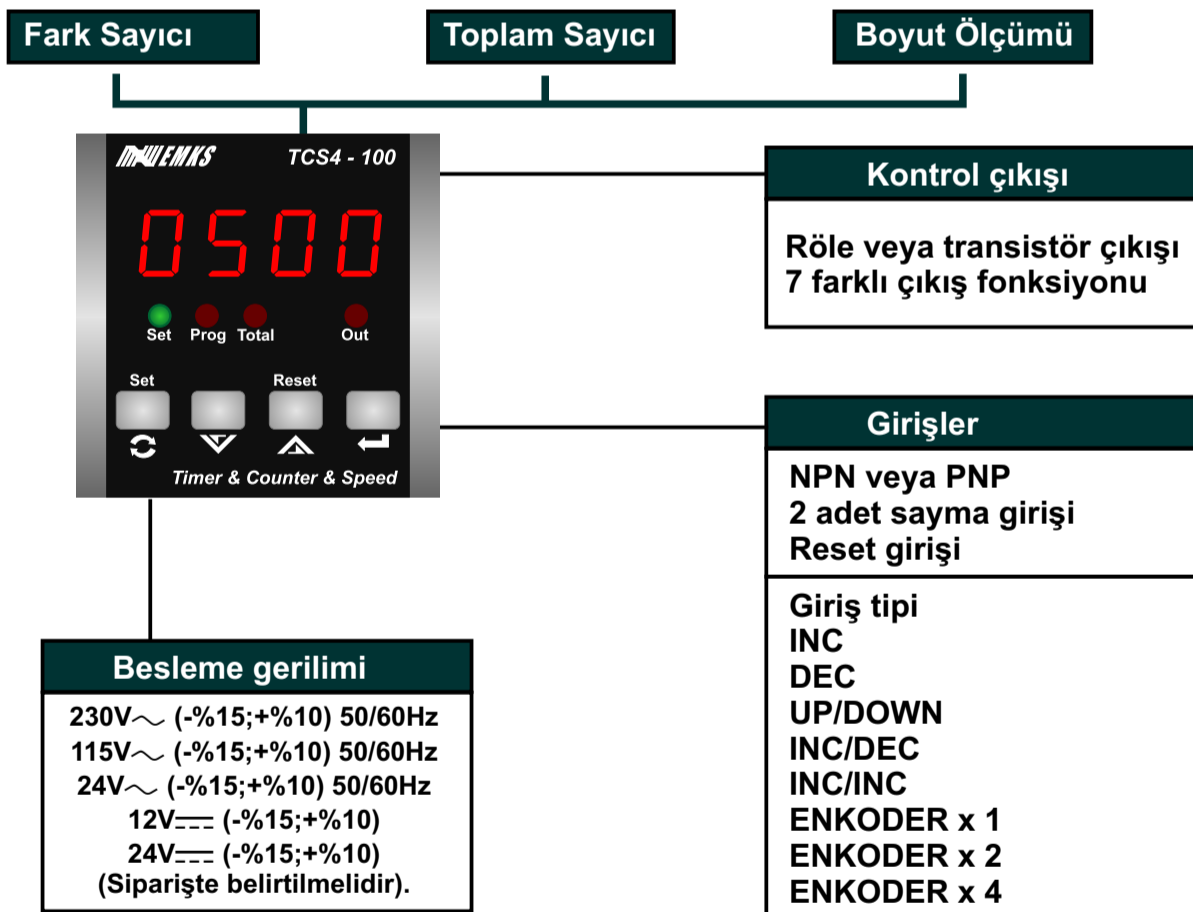 Fark Sayıcı
Toplam Sayıcı
Boyut Ölçümü
EMKS
TCS4 - 100
0500
Set Prog Total Out
Set Reset
Timer & Counter & Speed
Kontrol çıkışı
Röle veya transistör çıkışı
7 farklı çıkış fonksiyonu
Girişler
NPN veya PNP
2 adet sayma girişi
Reset girişi
Giriş tipi
INC
DEC
UP/DOWN
INC/DEC
INC/INC
ENKODER x 1
ENKODER x 2
ENKODER x 4
Besleme gerilimi
230V～ (-%15;+%10) 50/60Hz
115V～ (-%15;+%10) 50/60Hz
24V～ (-%15;+%10) 50/60Hz
12V⎓ (-%15;+%10)
24V⎓ (-%15;+%10)
(Siparişte belirtilmelidir).